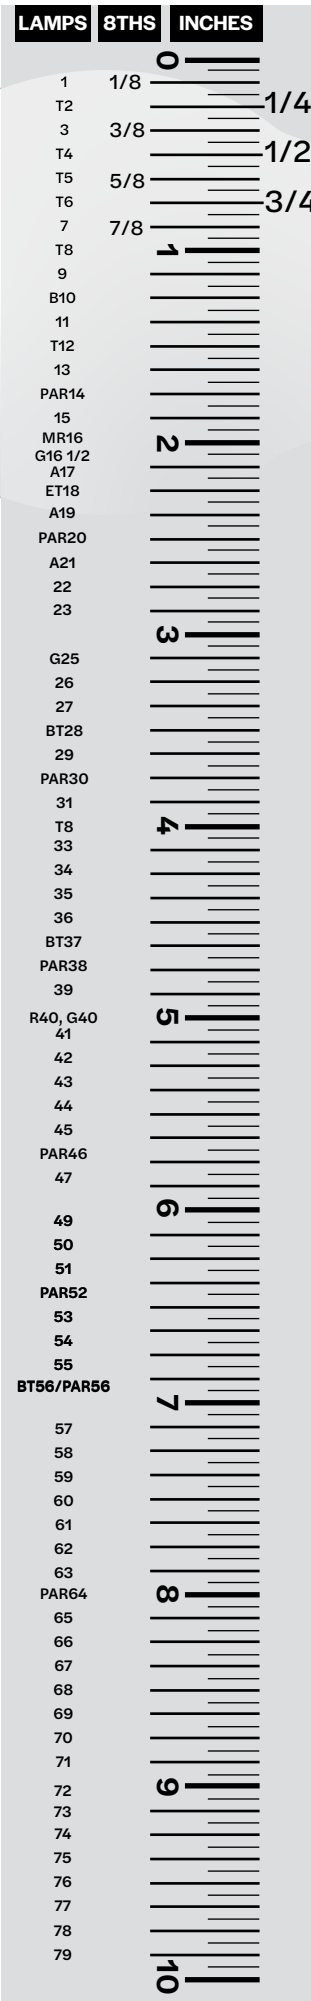 LAMPS 8THS INCHES
0
1 1/8
T2 1/4
3 3/8
T4 1/2
T5 5/8
T6 3/4
7 7/8
T8 1
9
B10
11
T12
13
PAR14
15
MR16 2
G16 1/2
A17
ET18
A19
PAR20
A21
22
23
3
G25
26
27
BT28
29
PAR30
31
T8 4
33
34
35
36
BT37
PAR38
39
R40, G40 5
41
42
43
44
45
PAR46
47
6
49
50
51
PAR52
53
54
55
BT56/PAR56
7
57
58
59
60
61
62
63
PAR64 8
65
66
67
68
69
70
71
72 9
73
74
75
76
77
78
79
10